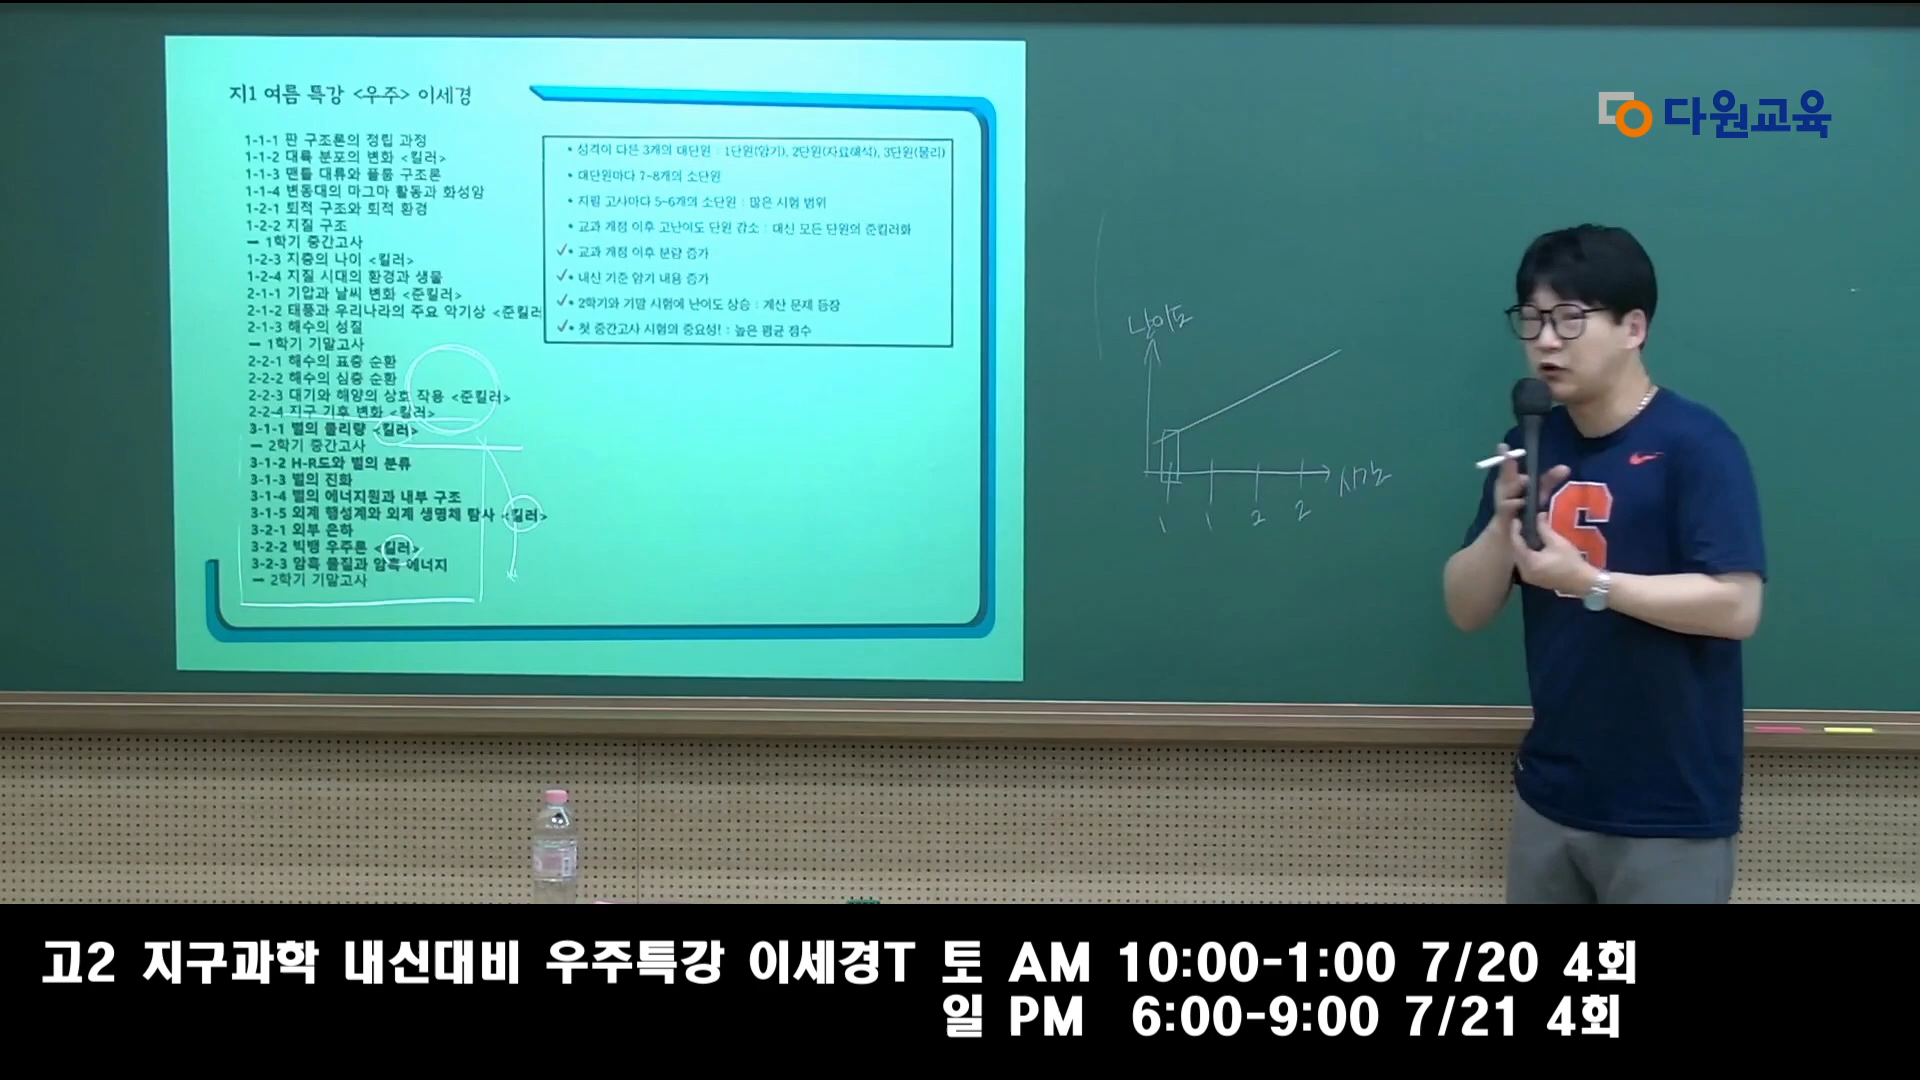 지1 여름 특강 <우주> 이세경
1-1-1 판 구조론의 정립 과정
1-1-2 대륙 분포의 변화 <킬러>
1-1-3 맨틀 대류와 플룸 구조론
1-1-4 변동대의 마그마 활동과 화성암
1-2-1 퇴적 구조와 퇴적 환경
1-2-2 지질 구조
ー 1학기 중간고사
1-2-3 지층의 나이 <킬러>
1-2-4 지질 시대의 환경과 생물
2-1-1 기압과 날씨 변화 <준킬러>
2-1-2 태풍과 우리나라의 주요 악기상 <준킬러
2-1-3 해수의 성질
ー 1학기 기말고사
2-2-1 해수의 표층 순환
2-2-2 해수의 심층 순환
2-2-3 대기와 해양의 상호 작용 <준킬러>
2-2-4 지구 기후 변화 <킬러>
3-1-1 별의 물리량 <킬러>
ー 2학기 중간고사
3-1-2 H-R도와 별의 분류
3-1-3 별의 진화
3-1-4 별의 에너지원과 내부 구조
3-1-5 외계 행성계와 외계 생명체 탐사 <킬러>
3-2-1 외부 은하
3-2-2 빅뱅 우주론 <킬러>
3-2-3 암흑 물질과 암흑 에너지
ー 2학기 기말고사
• 성격이 다른 3개의 대단원 : 1단원(암기), 2단원(자료해석), 3단원(물리)
• 대단원마다 7~8개의 소단원
• 지필 고사마다 5~6개의 소단원 : 많은 시험 범위
• 교과 개정 이후 고난이도 단원 감소 : 대신 모든 단원의 준킬러화
✓• 교과 개정 이후 분량 증가
✓• 내신 기준 암기 내용 증가
✓• 2학기와 기말 시험에 난이도 상승 : 계산 문제 등장
✓• 첫 중간고사 시험의 중요성! : 높은 평균 점수
난이도
시간
1 1 2 2
다원교육
S
고2 지구과학 내신대비 우주특강 이세경T 토 AM 10:00-1:00 7/20 4회
일 PM 6:00-9:00 7/21 4회